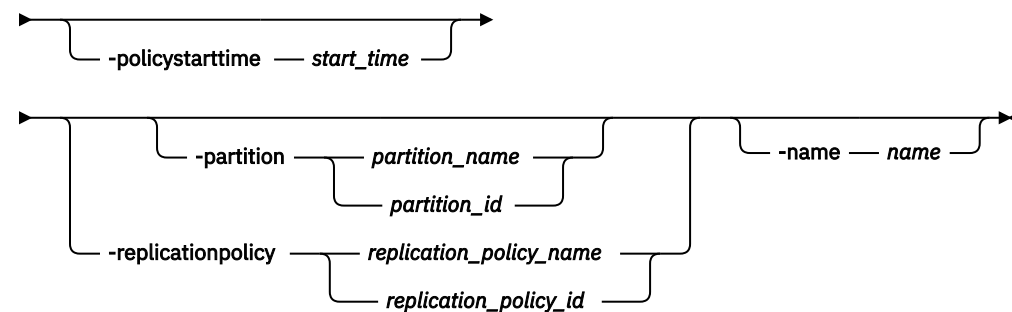 -policystarttime start_time
-partition partition_name -name name
partition_id
-replicationpolicy replication_policy_name
replication_policy_id